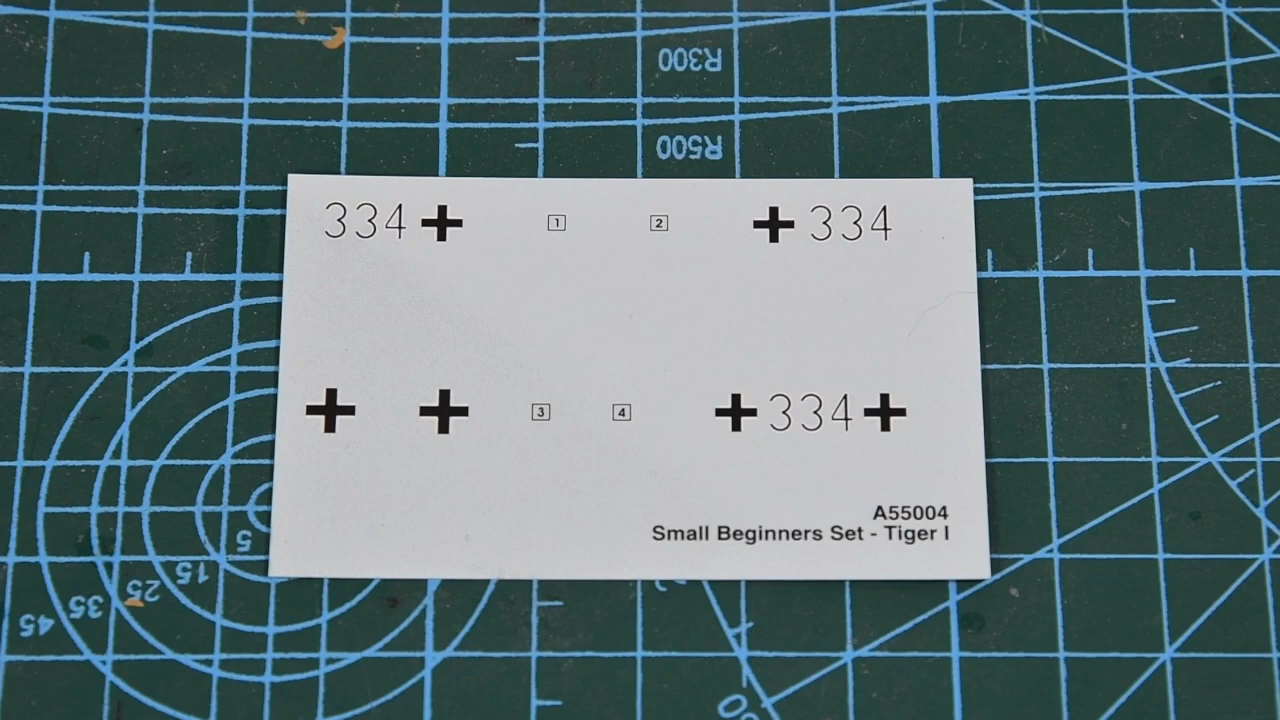 R300
R500
334 1 2 334
3 4 334
A55004
Small Beginners Set - Tiger I
5
15
25
35
45